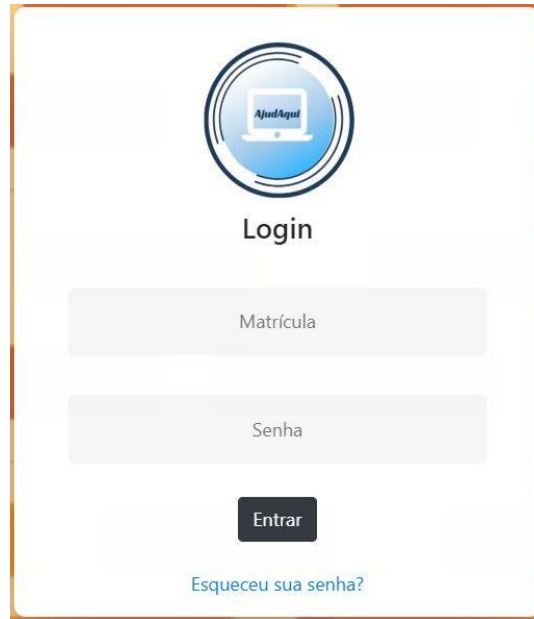 AjudAqui
Login
Matrícula
Senha
Entrar
Esqueceu sua senha?